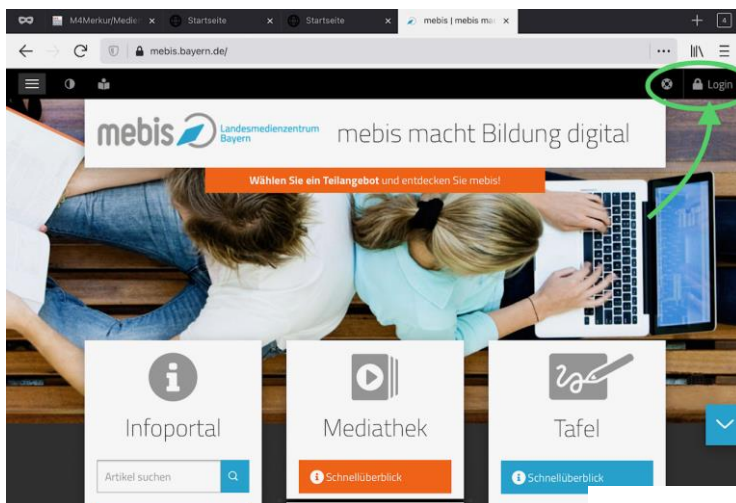 M4Merkur/Medien
Startseite
Startseite
mebis | mebis mac
4
mebis.bayern.de/
Login
mebis Landesmedienzentrum
Bayern
mebis macht Bildung digital
Wählen Sie ein Teilangebot und entdecken Sie mebis!
Infoportal
Mediathek
Tafel
Artikel suchen
Schnellüberblick
Schnellüberblick